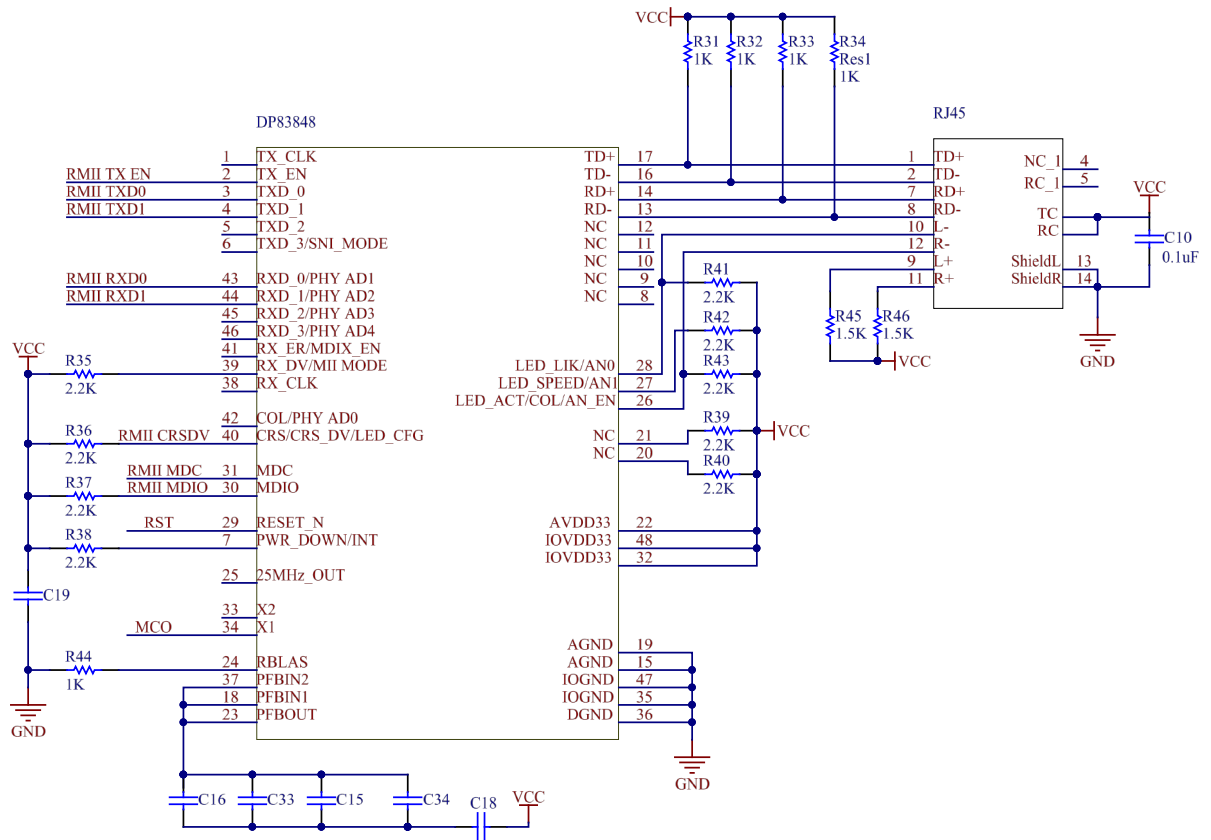 VCC
R31
1K
R32
1K
R33
1K
R34
Res1
1K
RJ45
DP83848
1 TX_CLK
2 TX_EN
3 TXD_0
4 TXD_1
5 TXD_2
6 TXD_3/SNI_MODE
RMII TX EN
RMII TXD0
RMII TXD1
43 RXD_0/PHY AD1
44 RXD_1/PHY AD2
45 RXD_2/PHY AD3
46 RXD_3/PHY AD4
41 RX_ER/MDIX_EN
39 RX_DV/MII MODE
38 RX_CLK
RMII RXD0
RMII RXD1
42 COL/PHY AD0
40 CRS/CRS_DV/LED_CFG
RMII CRSDV
31 MDC
30 MDIO
RMII MDC
RMII MDIO
29 RESET_N
7 PWR_DOWN/INT
RST
25 25MHz_OUT
33 X2
34 X1
MCO
24 RBLAS
37 PFBIN2
18 PFBIN1
23 PFBOUT
VCC
R35
2.2K
R36
2.2K
R37
2.2K
R38
2.2K
C19
R44
1K
GND
TD+ 17
TD- 16
RD+ 14
RD- 13
NC 12
NC 11
NC 10
NC 9
NC 8
LED_LIK/AN0 28
LED_SPEED/AN1 27
LED_ACT/COL/AN_EN 26
NC 21
NC 20
AVDD33 22
IOVDD33 48
IOVDD33 32
AGND 19
AGND 15
IOGND 47
IOGND 35
DGND 36
GND
R41
2.2K
R42
2.2K
R43
2.2K
R39
2.2K
R40
2.2K
VCC
1 TD+
2 TD-
7 RD+
8 RD-
10 L-
12 R-
9 L+
11 R+
NC_1 4
RC_1 5
TC
RC
ShieldL 13
ShieldR 14
R45
1.5K
R46
1.5K
VCC
VCC
C10
0.1uF
GND
C16
C33
C15
C34
C18
VCC